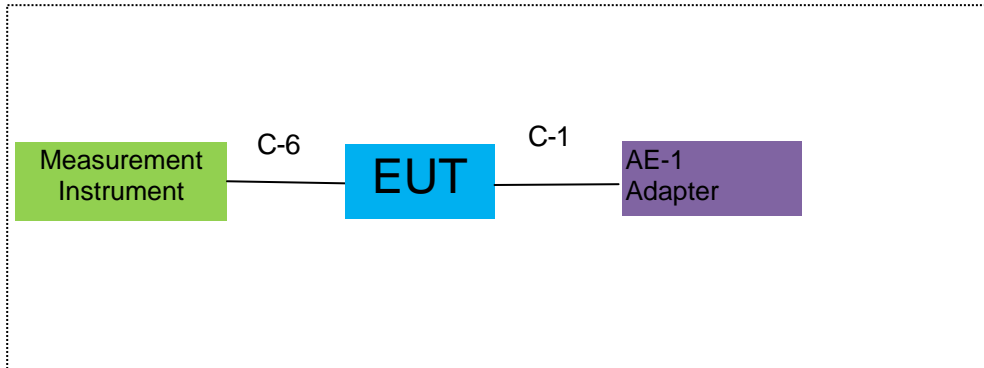 Measurement
Instrument
C-6
EUT
C-1
AE-1
Adapter